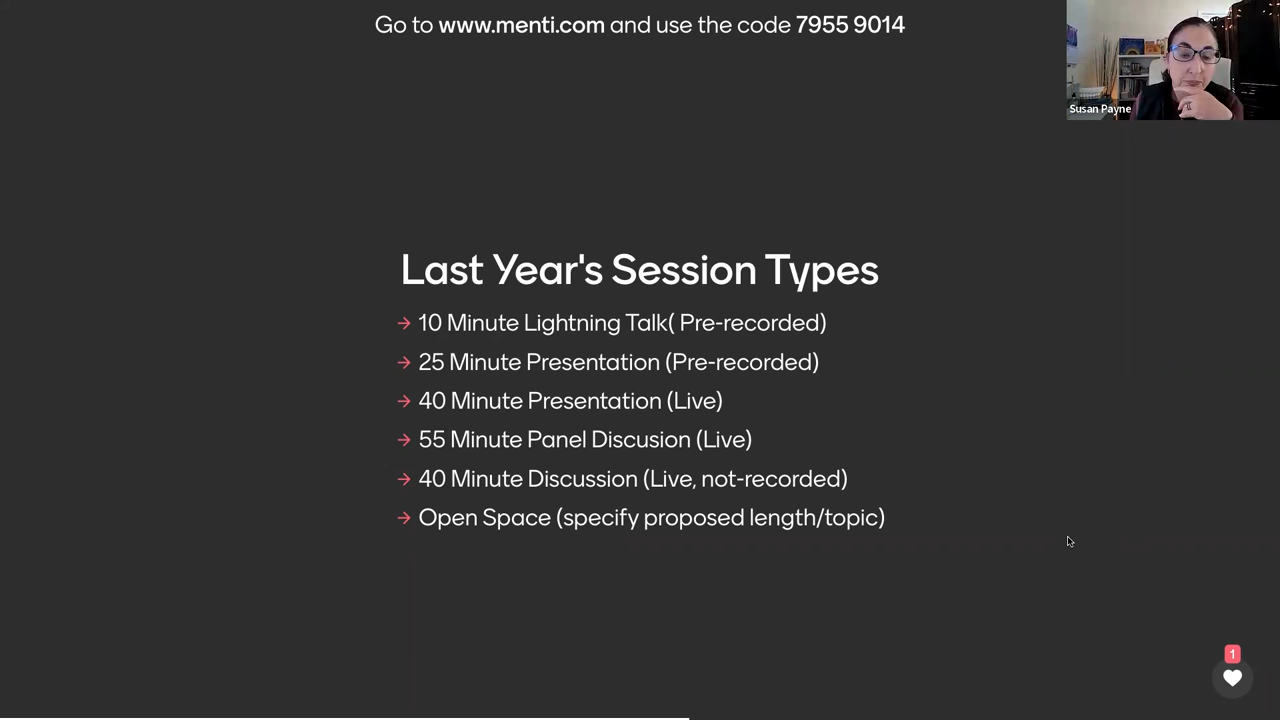 Go to www.menti.com and use the code 7955 9014
Susan Payne
Last Year's Session Types
→ 10 Minute Lightning Talk( Pre-recorded)
→ 25 Minute Presentation (Pre-recorded)
→ 40 Minute Presentation (Live)
→ 55 Minute Panel Discusion (Live)
→ 40 Minute Discussion (Live, not-recorded)
→ Open Space (specify proposed length/topic)
1